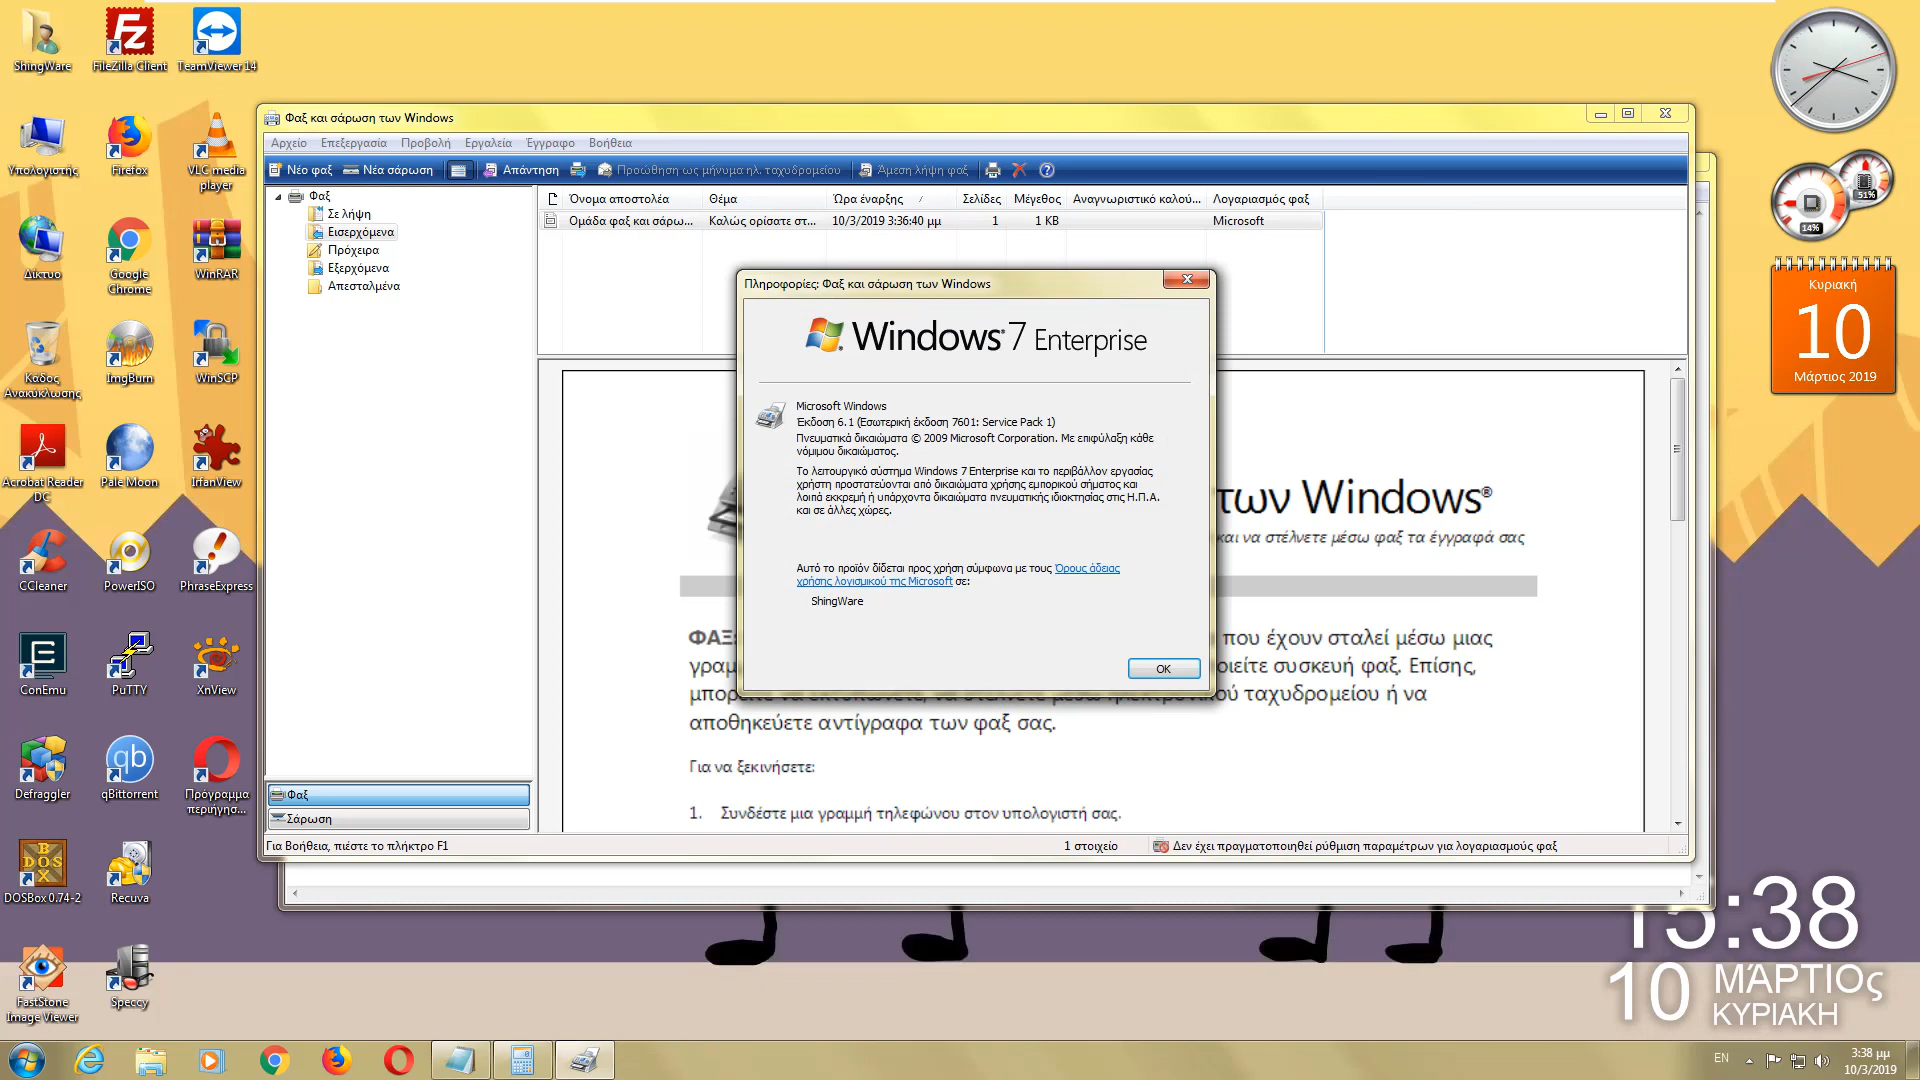 ShingWare
FileZilla Client
TeamViewer 14
Υπολογιστής
Firefox
VLC media player
Δίκτυο
Google Chrome
WinRAR
Κάδος Ανακύκλωσης
ImgBurn
WinSCP
Acrobat Reader DC
Pale Moon
IrfanView
CCleaner
PowerISO
PhraseExpress
ConEmu
PuTTY
XnView
Defraggler
qBittorrent
Πρόγραμμα περιήγησ...
DOSBox 0.74-2
Recuva
FastStone Image Viewer
Speccy
Φαξ και σάρωση των Windows
Αρχείο Επεξεργασία Προβολή Εργαλεία Έγγραφο Βοήθεια
Νέο φαξ Νέα σάρωση Απάντηση Προώθηση ως μήνυμα ηλ. ταχυδρομείου Άμεση λήψη φαξ
Φαξ
Σε λήψη
Εισερχόμενα
Πρόχειρα
Εξερχόμενα
Απεσταλμένα
Όνομα αποστολέα Θέμα Ώρα έναρξης Σελίδες Μέγεθος Αναγνωριστικό καλού... Λογαριασμός φαξ
Ομάδα φαξ και σάρω... Καλώς ορίσατε στ... 10/3/2019 3:36:40 μμ 1 1 KB Microsoft
Πληροφορίες: Φαξ και σάρωση των Windows
Windows® 7 Enterprise
Microsoft Windows
Έκδοση 6.1 (Εσωτερική έκδοση 7601: Service Pack 1)
Πνευματικά δικαιώματα © 2009 Microsoft Corporation. Με επιφύλαξη κάθε
νόμιμου δικαιώματος.
Το λειτουργικό σύστημα Windows 7 Enterprise και το περιβάλλον εργασίας
χρήστη προστατεύονται από δικαιώματα χρήσης εμπορικού σήματος και
λοιπά εκκρεμή ή υπάρχοντα δικαιώματα πνευματικής ιδιοκτησίας στις Η.Π.Α.
και σε άλλες χώρες.
Αυτό το προϊόν δίδεται προς χρήση σύμφωνα με τους Όρους άδειας
χρήσης λογισμικού της Microsoft σε:
ShingWare
OK
των Windows®
και να στέλνετε μέσω φαξ τα έγγραφά σας
που έχουν σταλεί μέσω μιας
οιείτε συσκευή φαξ. Επίσης,
ού ταχυδρομείου ή να
αποθηκεύετε αντίγραφα των φαξ σας.
Για να ξεκινήσετε:
1. Συνδέστε μια γραμμή τηλεφώνου στον υπολογιστή σας.
Φαξ
Σάρωση
Για Βοήθεια, πιέστε το πλήκτρο F1
1 στοιχείο
Δεν έχει πραγματοποιηθεί ρύθμιση παραμέτρων για λογαριασμούς φαξ
51%
14%
Κυριακή
10
Μάρτιος 2019
15:38
10 ΜΆΡΤΙΟς
ΚΥΡΙΑΚΉ
EN
3:38 μμ
10/3/2019